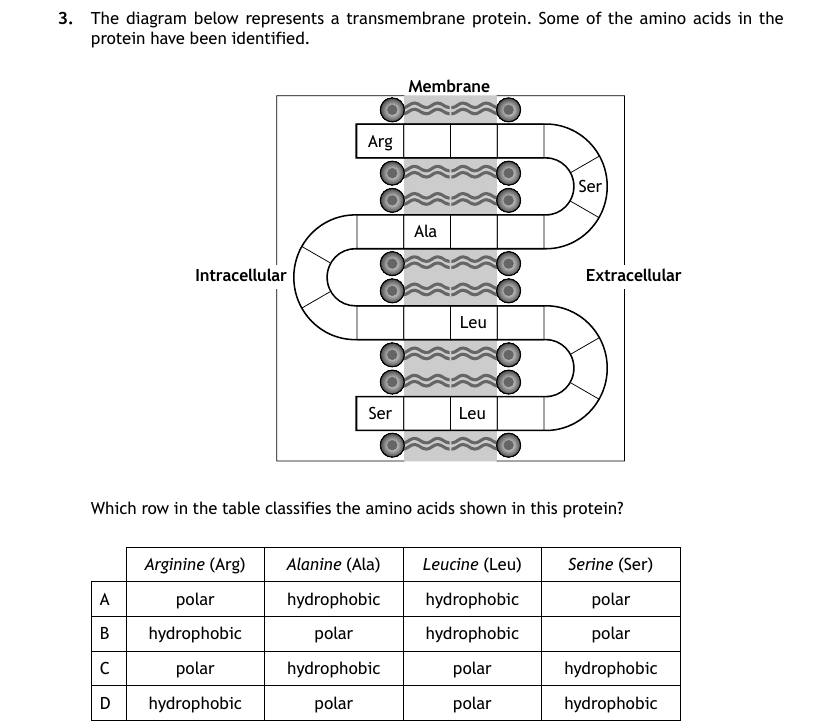 3. The diagram below represents a transmembrane protein. Some of the amino acids in the
protein have been identified.
Membrane
Arg
Ser
Ala
Intracellular
Extracellular
Leu
Ser
Leu
Which row in the table classifies the amino acids shown in this protein?
Arginine (Arg) Alanine (Ala) Leucine (Leu) Serine (Ser)
A polar hydrophobic hydrophobic polar
B hydrophobic polar hydrophobic polar
C polar hydrophobic polar hydrophobic
D hydrophobic polar polar hydrophobic